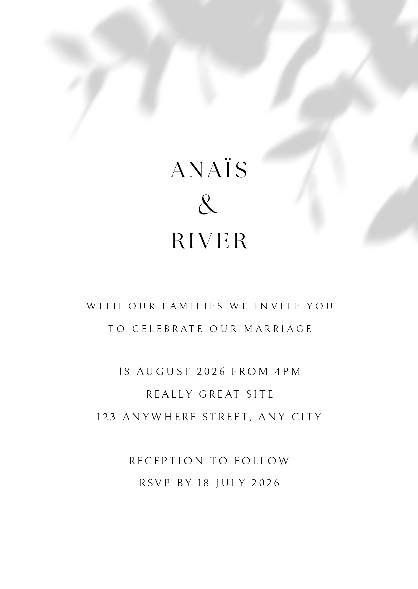 ANAÏS
&
RIVER
WITH OUR FAMILIES WE INVITE YOU
TO CELEBRATE OUR MARRIAGE
18 AUGUST 2026 FROM 4PM
REALLY GREAT SITE
123 ANYWHERE STREET, ANY CITY
RECEPTION TO FOLLOW
RSVP BY 18 JULY 2026